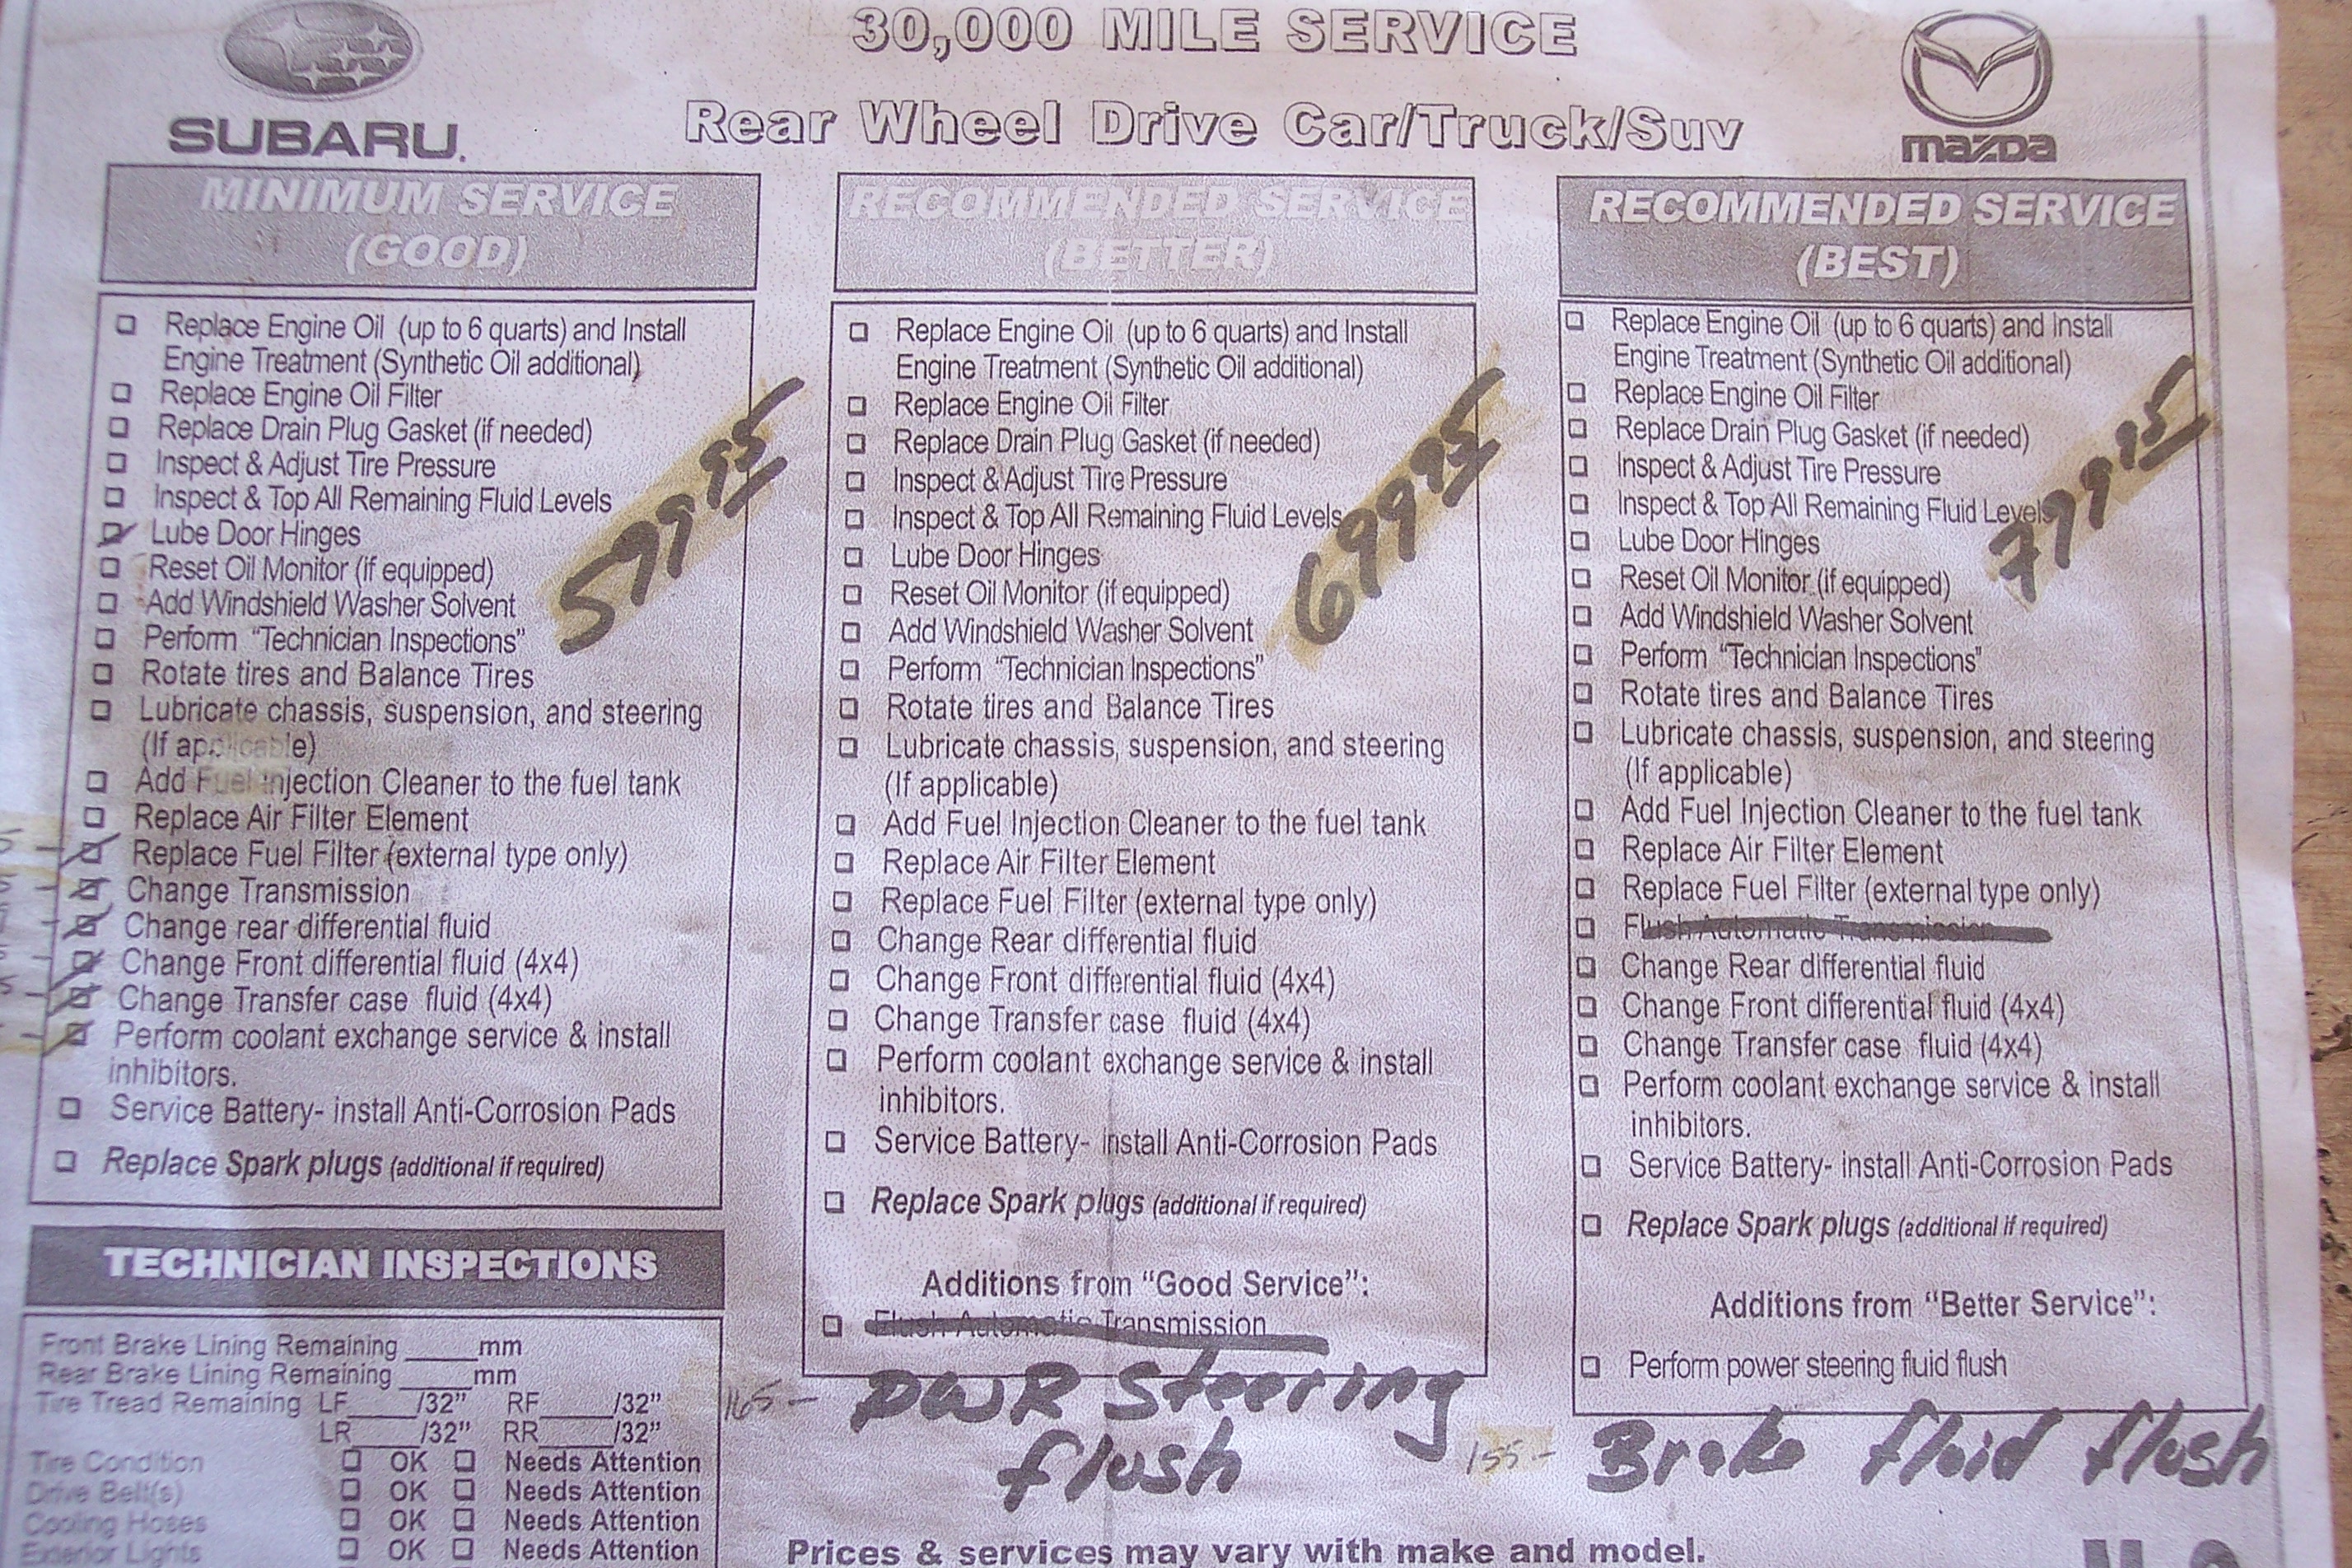 30,000 MILE SERVICE
SUBARU.
Rear Wheel Drive Car/Truck/Suv
mazda
MINIMUM SERVICE
(GOOD)
Replace Engine Oil (up to 6 quarts) and Install
Engine Treatment (Synthetic Oil additional)
Replace Engine Oil Filter
Replace Drain Plug Gasket (if needed)
Inspect & Adjust Tire Pressure
Inspect & Top All Remaining Fluid Levels
Lube Door Hinges
Reset Oil Monitor (if equipped)
Add Windshield Washer Solvent
Perform "Technician Inspections"
Rotate tires and Balance Tires
Lubricate chassis, suspension, and steering
(If applicable)
Add Fuel Injection Cleaner to the fuel tank
Replace Air Filter Element
Replace Fuel Filter (external type only)
Change Transmission
Change rear differential fluid
Change Front differential fluid (4x4)
Change Transfer case fluid (4x4)
Perform coolant exchange service & install
inhibitors.
Service Battery- install Anti-Corrosion Pads
Replace Spark plugs (additional if required)
599 95
TECHNICIAN INSPECTIONS
Front Brake Lining Remaining _____mm
Rear Brake Lining Remaining _____mm
Tire Tread Remaining LF_____/32" RF_____/32"
LR_____/32" RR_____/32"
Tire Condition OK Needs Attention
Drive Belt(s) OK Needs Attention
Cooling Hoses OK Needs Attention
Exterior Lights OK Needs Attention
RECOMMENDED SERVICE
(BETTER)
Replace Engine Oil (up to 6 quarts) and Install
Engine Treatment (Synthetic Oil additional)
Replace Engine Oil Filter
Replace Drain Plug Gasket (if needed)
Inspect & Adjust Tire Pressure
Inspect & Top All Remaining Fluid Levels
Lube Door Hinges
Reset Oil Monitor (if equipped)
Add Windshield Washer Solvent
Perform "Technician Inspections"
Rotate tires and Balance Tires
Lubricate chassis, suspension, and steering
(If applicable)
Add Fuel Injection Cleaner to the fuel tank
Replace Air Filter Element
Replace Fuel Filter (external type only)
Change Rear differential fluid
Change Front differential fluid (4x4)
Change Transfer case fluid (4x4)
Perform coolant exchange service & install
inhibitors.
Service Battery- Install Anti-Corrosion Pads
Replace Spark plugs (additional if required)
699 95
Additions from "Good Service":
Flush Automatic Transmission
165- PWR Steering
flush
RECOMMENDED SERVICE
(BEST)
Replace Engine Oil (up to 6 quarts) and Install
Engine Treatment (Synthetic Oil additional)
Replace Engine Oil Filter
Replace Drain Plug Gasket (if needed)
Inspect & Adjust Tire Pressure
Inspect & Top All Remaining Fluid Levels
Lube Door Hinges
Reset Oil Monitor (if equipped)
Add Windshield Washer Solvent
Perform "Technician Inspections"
Rotate tires and Balance Tires
Lubricate chassis, suspension, and steering
(If applicable)
Add Fuel Injection Cleaner to the fuel tank
Replace Air Filter Element
Replace Fuel Filter (external type only)
Flush Automatic Transmission
Change Rear differential fluid
Change Front differential fluid (4x4)
Change Transfer case fluid (4x4)
Perform coolant exchange service & install
inhibitors.
Service Battery- install Anti-Corrosion Pads
Replace Spark plugs (additional if required)
799 95
Additions from "Better Service":
Perform power steering fluid flush
155.- Brake fluid flush
Prices & services may vary with make and model.